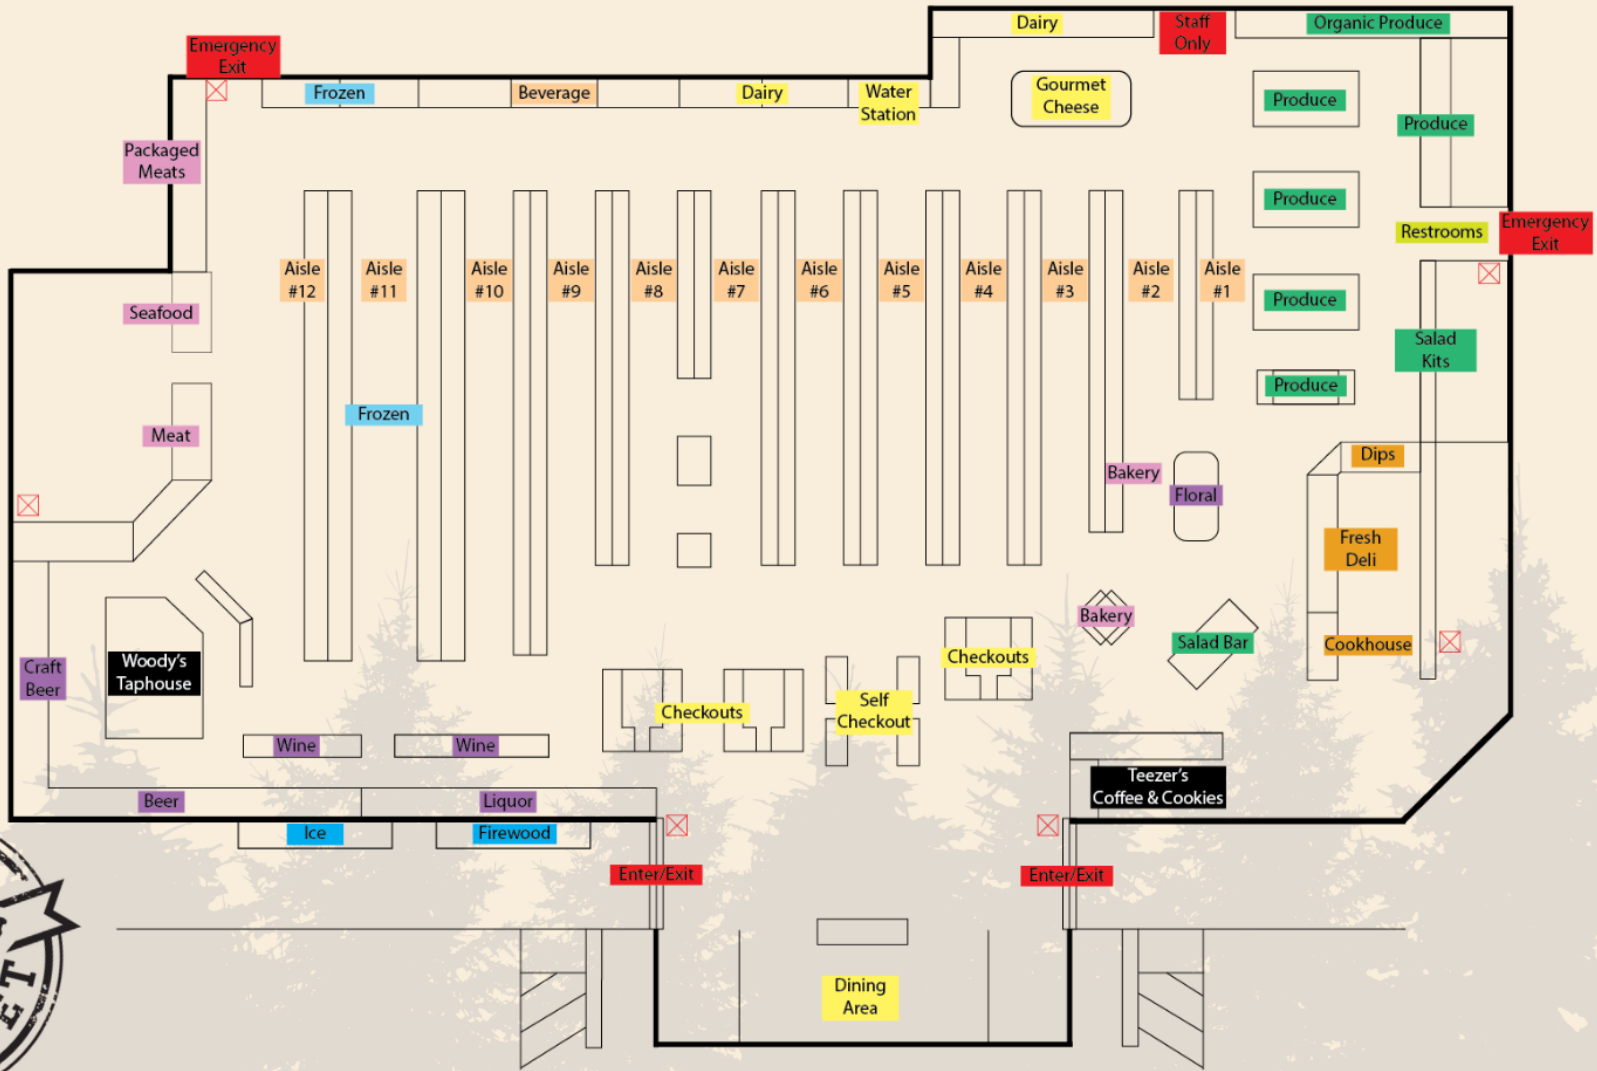 Dairy
Staff
Only
Organic Produce
Emergency
Exit
Frozen
Beverage
Dairy
Water
Station
Gourmet
Cheese
Produce
Produce
Packaged
Meats
Produce
Restrooms
Emergency
Exit
Aisle
#12
Aisle
#11
Aisle
#10
Aisle
#9
Aisle
#8
Aisle
#7
Aisle
#6
Aisle
#5
Aisle
#4
Aisle
#3
Aisle
#2
Aisle
#1
Produce
Seafood
Salad
Kits
Produce
Frozen
Meat
Dips
Bakery
Floral
Fresh
Deli
Bakery
Salad Bar
Cookhouse
Craft
Beer
Woody's
Taphouse
Checkouts
Checkouts
Self
Checkout
Wine
Wine
Teezer's
Coffee & Cookies
Beer
Liquor
Ice
Firewood
Enter/Exit
Enter/Exit
Dining
Area